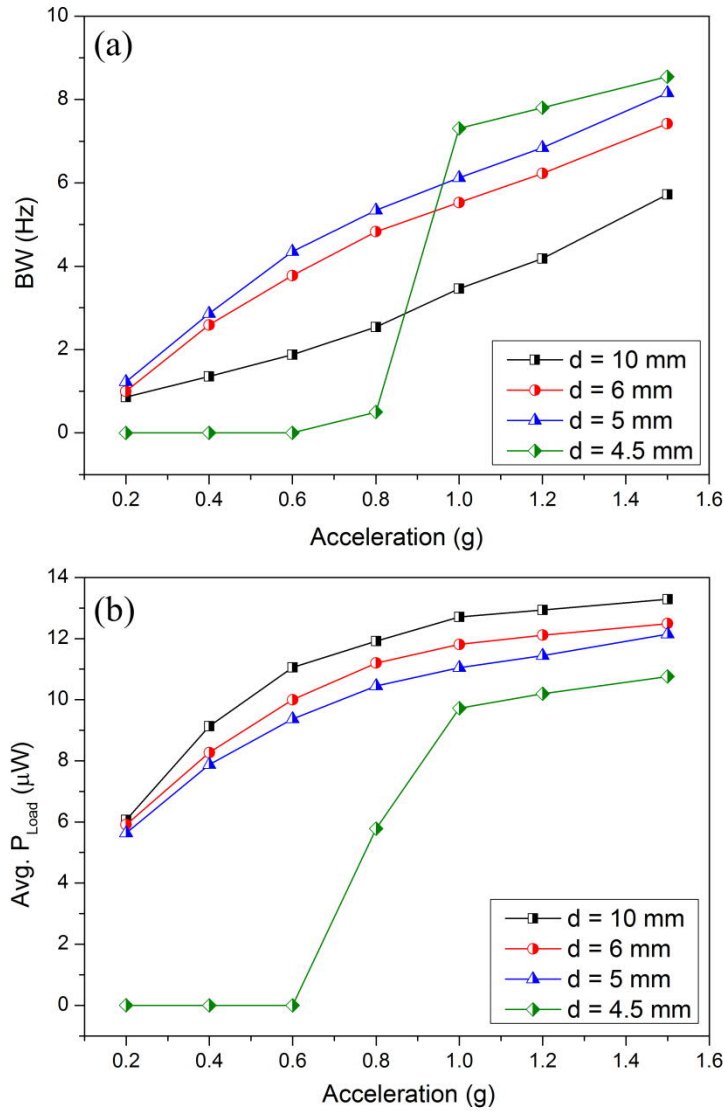 (a)
BW (Hz)
10
8
6
4
2
0
0.2 0.4 0.6 0.8 1.0 1.2 1.4 1.6
Acceleration (g)
d = 10 mm
d = 6 mm
d = 5 mm
d = 4.5 mm
(b)
Avg. P_Load (μW)
14
12
10
8
6
4
2
0
0.2 0.4 0.6 0.8 1.0 1.2 1.4 1.6
Acceleration (g)
d = 10 mm
d = 6 mm
d = 5 mm
d = 4.5 mm